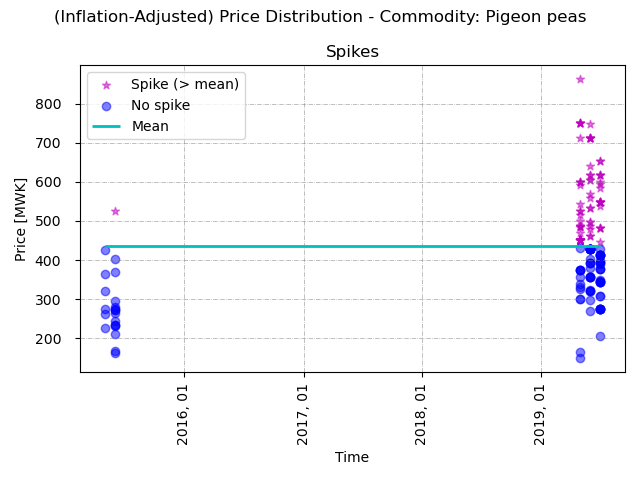 (Inflation-Adjusted) Price Distribution - Commodity: Pigeon peas
Spikes
Spike (> mean)
No spike
Mean
Price [MWK]
800
700
600
500
400
300
200
2016, 01
2017, 01
2018, 01
2019, 01
Time